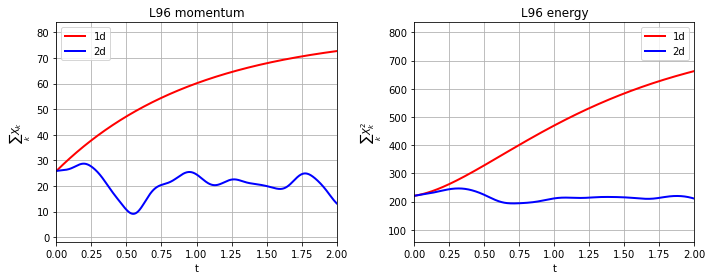 L96 momentum
80
70
60
50
40
30
20
10
0
∑ₖ Xₖ
1d
2d
0.00 0.25 0.50 0.75 1.00 1.25 1.50 1.75 2.00
t
L96 energy
800
700
600
500
400
300
200
100
∑ₖ Xₖ²
1d
2d
0.00 0.25 0.50 0.75 1.00 1.25 1.50 1.75 2.00
t